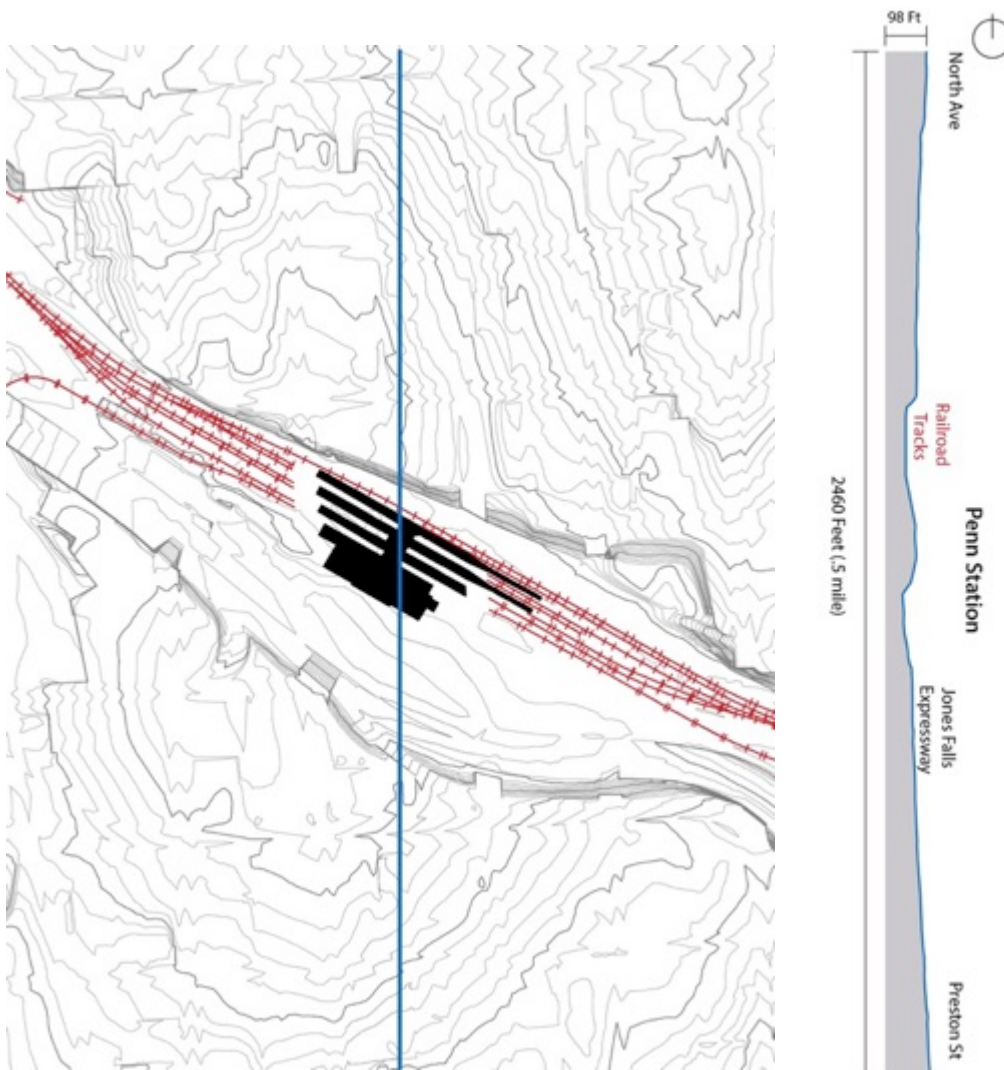 98 Ft
North Ave
Railroad
Tracks
Penn Station
2460 Feet (.5 mile)
Jones Falls
Expressway
Preston St